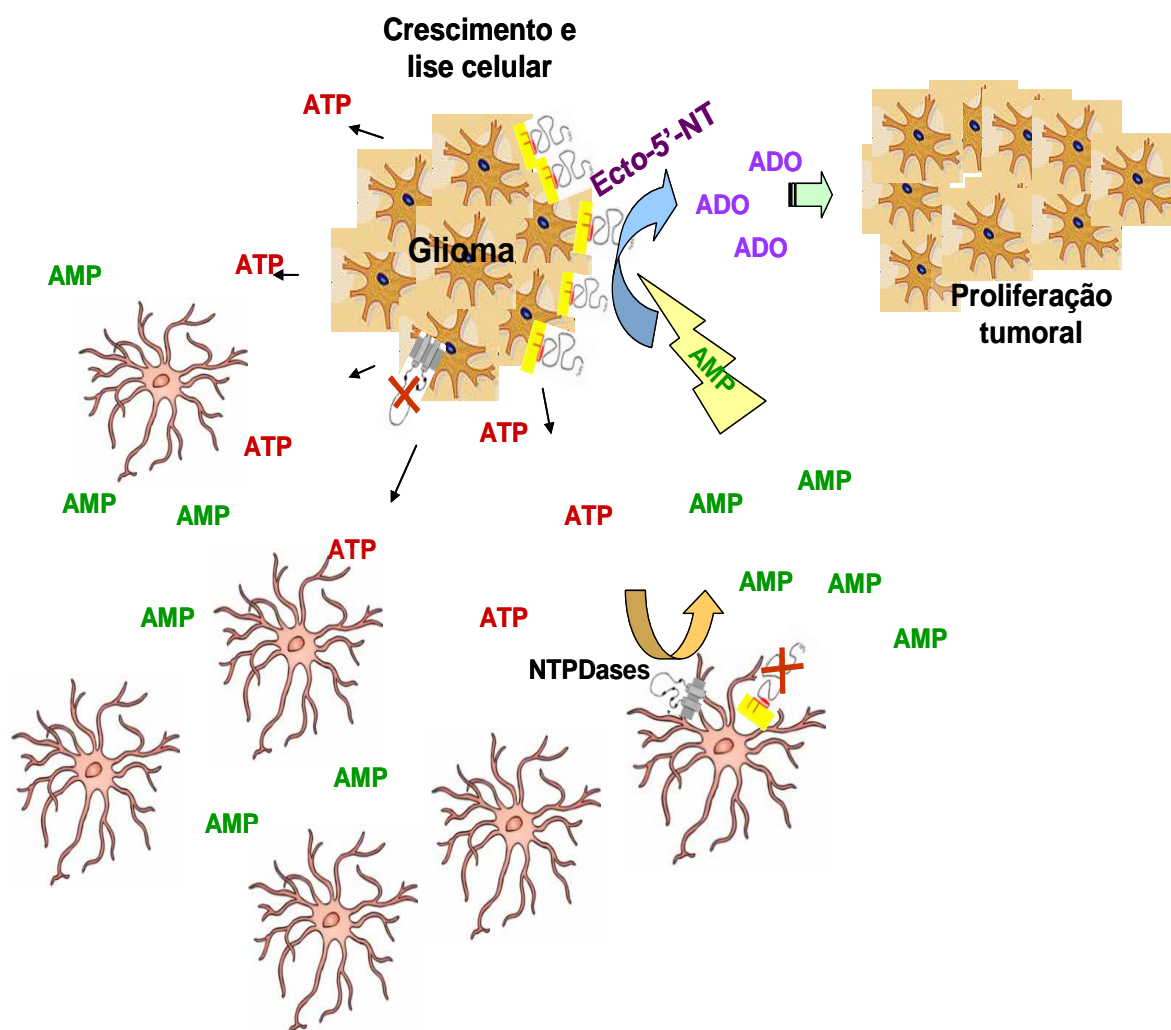 Crescimento e
lise celular
ATP
Ecto-5'-NT
ADO
ADO
ADO
Glioma
AMP
ATP
Proliferação
tumoral
AMP
ATP
ATP
AMP
AMP
AMP
AMP
ATP
ATP
AMP
AMP
AMP
ATP
AMP
NTPDases
AMP
AMP